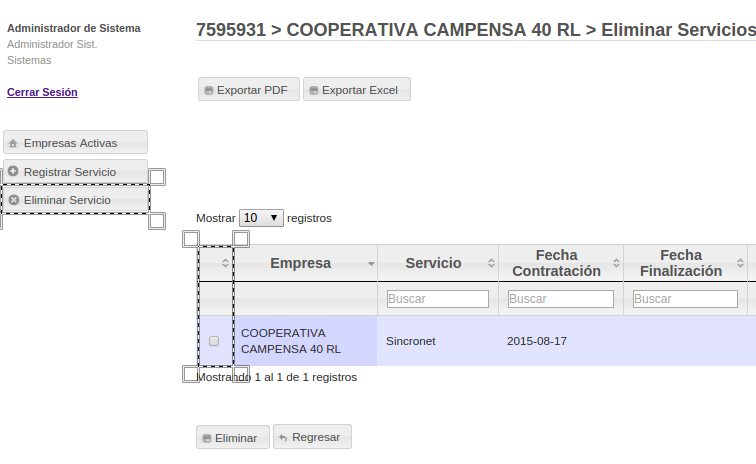 Administrador de Sistema
Administrador Sist.
Sistemas
Cerrar Sesión
Empresas Activas
Registrar Servicio
Eliminar Servicio
7595931 > COOPERATIVA CAMPENSA 40 RL > Eliminar Servicios
Exportar PDF Exportar Excel
Mostrar 10 registros
Empresa Servicio Fecha Contratación Fecha Finalización
Buscar Buscar Buscar
COOPERATIVA CAMPENSA 40 RL Sincronet 2015-08-17
Mostrando 1 al 1 de 1 registros
Eliminar Regresar